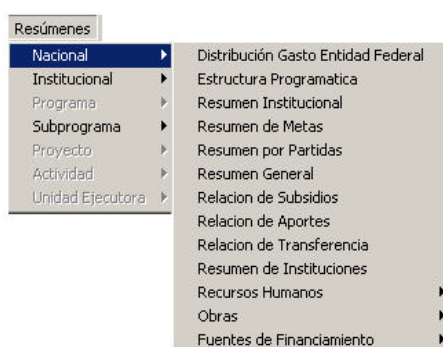 Resúmenes
Nacional
Institucional
Programa
Subprograma
Proyecto
Actividad
Unidad Ejecutora
Distribución Gasto Entidad Federal
Estructura Programatica
Resumen Institucional
Resumen de Metas
Resumen por Partidas
Resumen General
Relacion de Subsidios
Relacion de Aportes
Relacion de Transferencia
Resumen de Instituciones
Recursos Humanos
Obras
Fuentes de Financiamiento